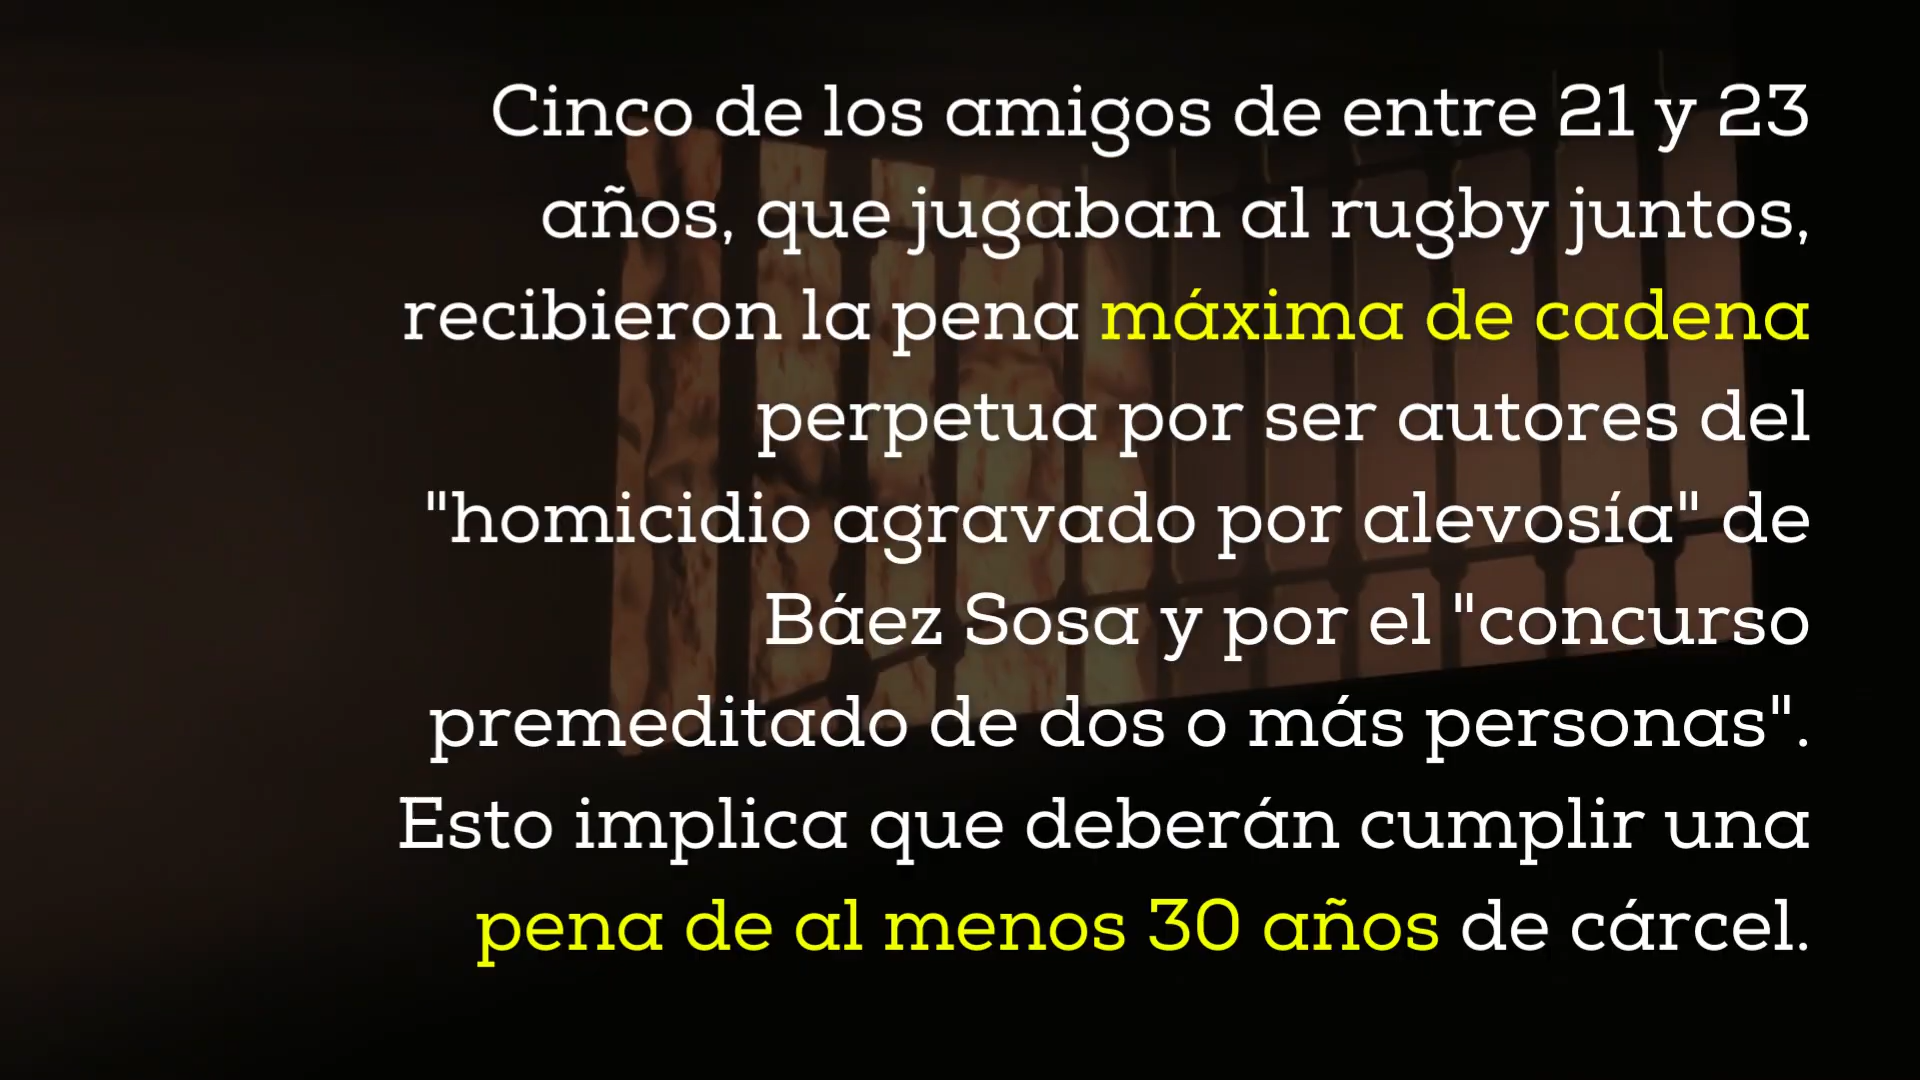 Cinco de los amigos de entre 21 y 23
años, que jugaban al rugby juntos,
recibieron la pena máxima de cadena
perpetua por ser autores del
"homicidio agravado por alevosía" de
Báez Sosa y por el "concurso
premeditado de dos o más personas".
Esto implica que deberán cumplir una
pena de al menos 30 años de cárcel.